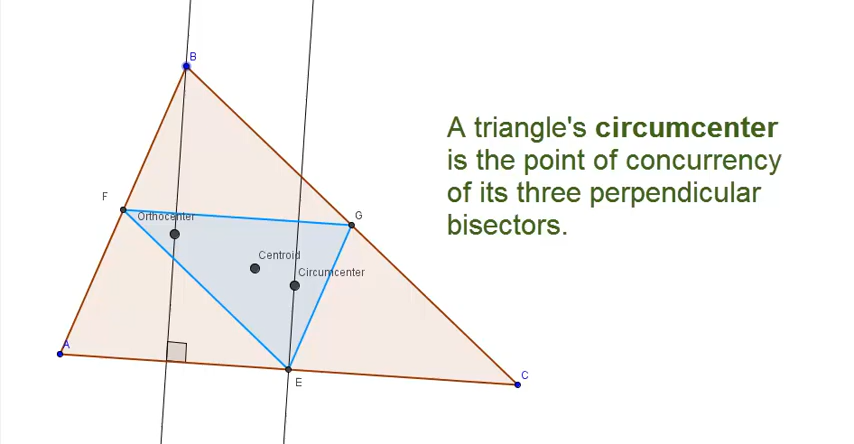 B
A triangle's circumcenter
is the point of concurrency
of its three perpendicular
bisectors.
F
Orthocenter
G
Centroid
Circumcenter
A
E
C